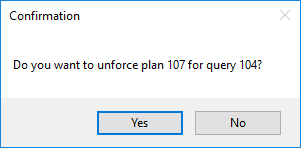 Confirmation
Do you want to unforce plan 107 for query 104?
Yes
No